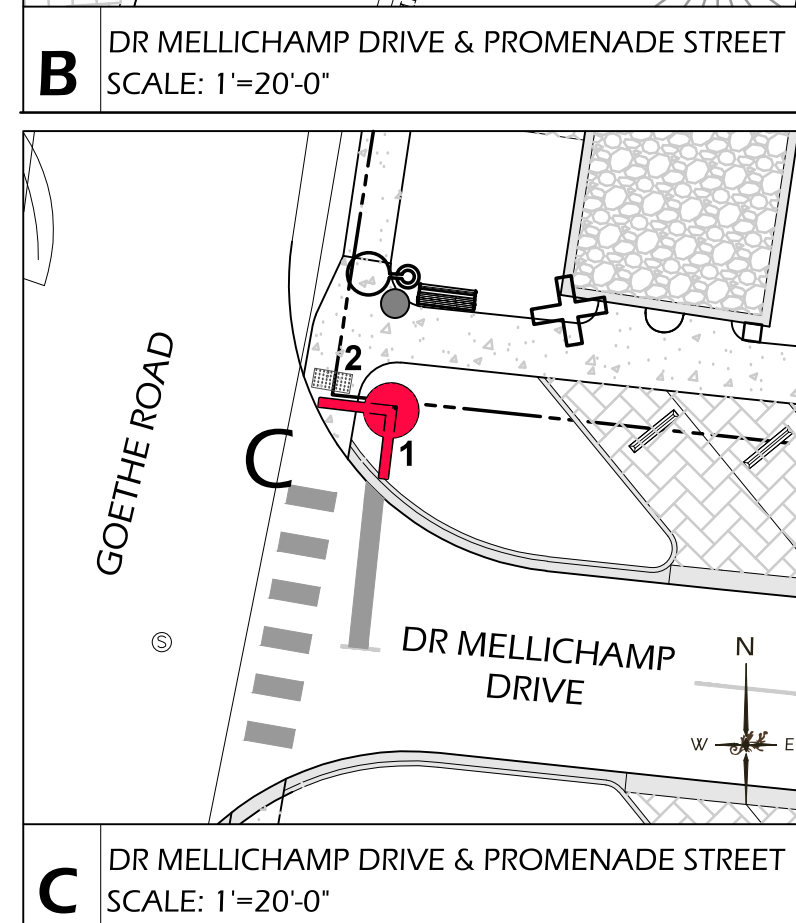 B
DR MELLICHAMP DRIVE & PROMENADE STREET
SCALE: 1'=20'-0"
2
GOETHE ROAD
C
1
S
DR MELLICHAMP
DRIVE
N
W E
C
DR MELLICHAMP DRIVE & PROMENADE STREET
SCALE: 1'=20'-0"